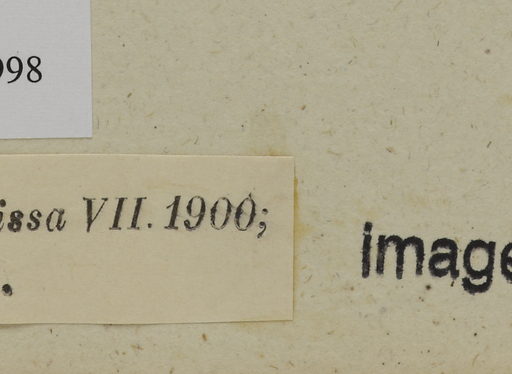 998
issa VII. 1900;
.
image